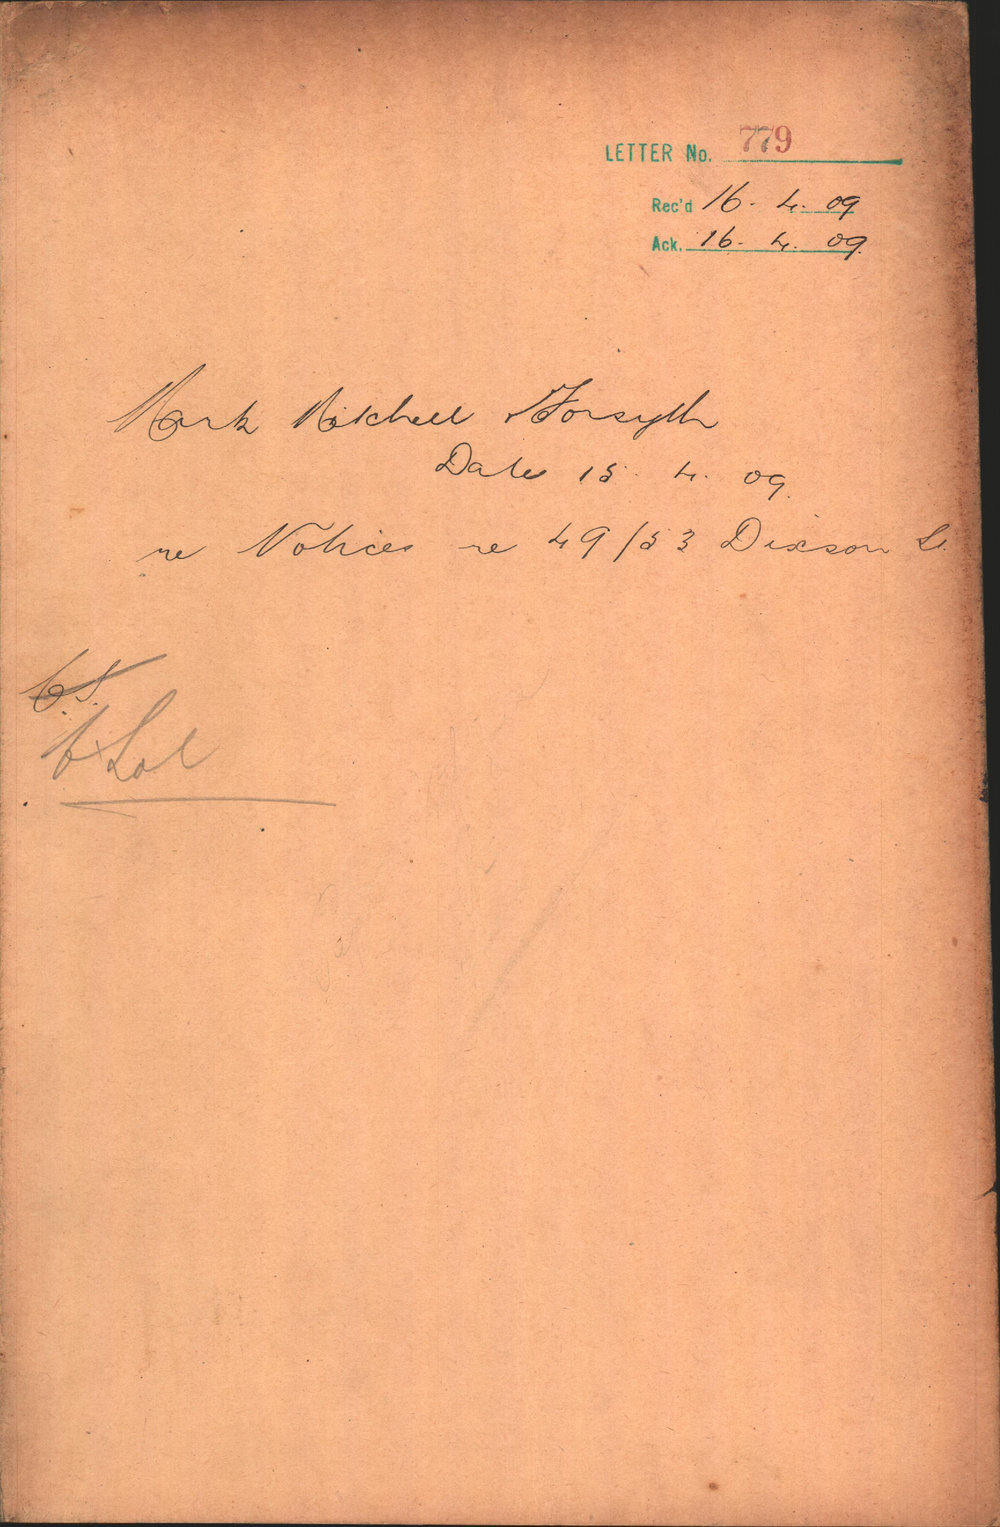 LETTER No. 779
Rec'd 16. 4. 09
Ack. 16. 4. 09.
Mark Mitchell Forsyth
Date 15. 4. 09.
re Notices re 49/53 Dixson St.
C.S.
C Sol